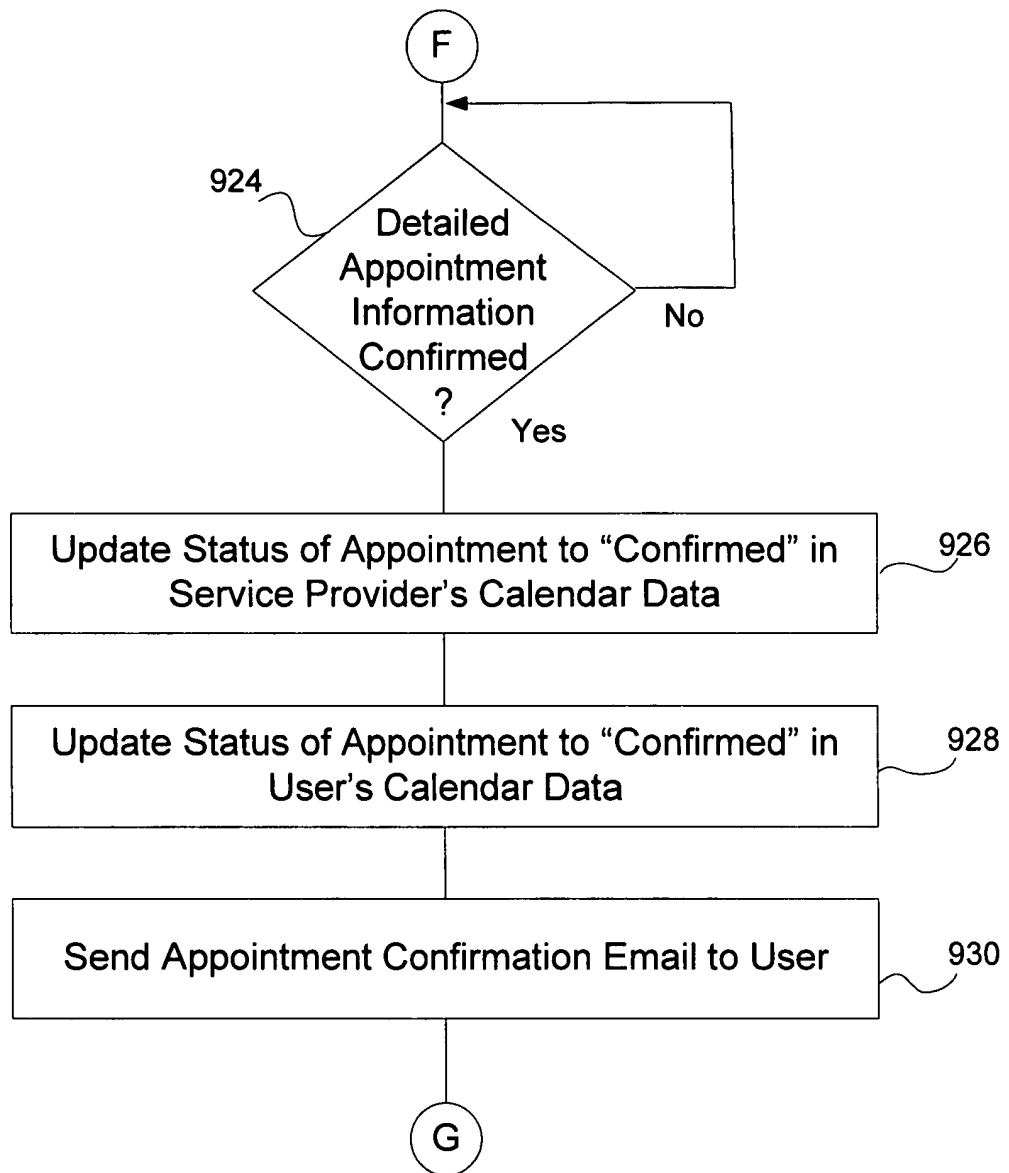 F
924
Detailed
Appointment
Information
Confirmed
?
No
Yes
Update Status of Appointment to “Confirmed” in
Service Provider’s Calendar Data
926
Update Status of Appointment to “Confirmed” in
User’s Calendar Data
928
Send Appointment Confirmation Email to User
930
G